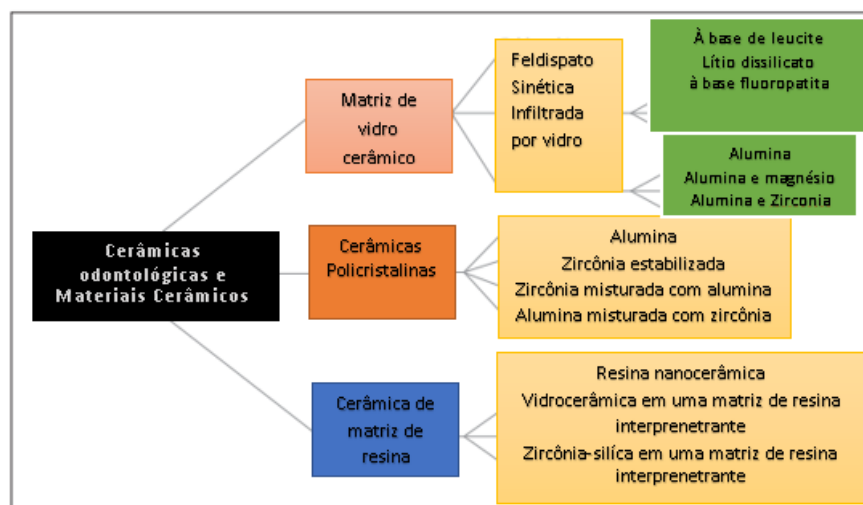 Cerâmicas
odontológicas e
Materiais Cerâmicos
Matriz de
vidro
cerâmico
Feldispato
Sinética
Infiltrada
por vidro
À base de leucite
Lítio dissilicato
à base fluoropatita
Alumina
Alumina e magnésio
Alumina e Zirconia
Cerâmicas
Policristalinas
Alumina
Zircônia estabilizada
Zircônia misturada com alumina
Alumina misturada com zircônia
Cerâmica de
matriz de
resina
Resina nanocerâmica
Vidrocerâmica em uma matriz de resina
interprenetrante
Zircônia-silíca em uma matriz de resina
interprenetrante